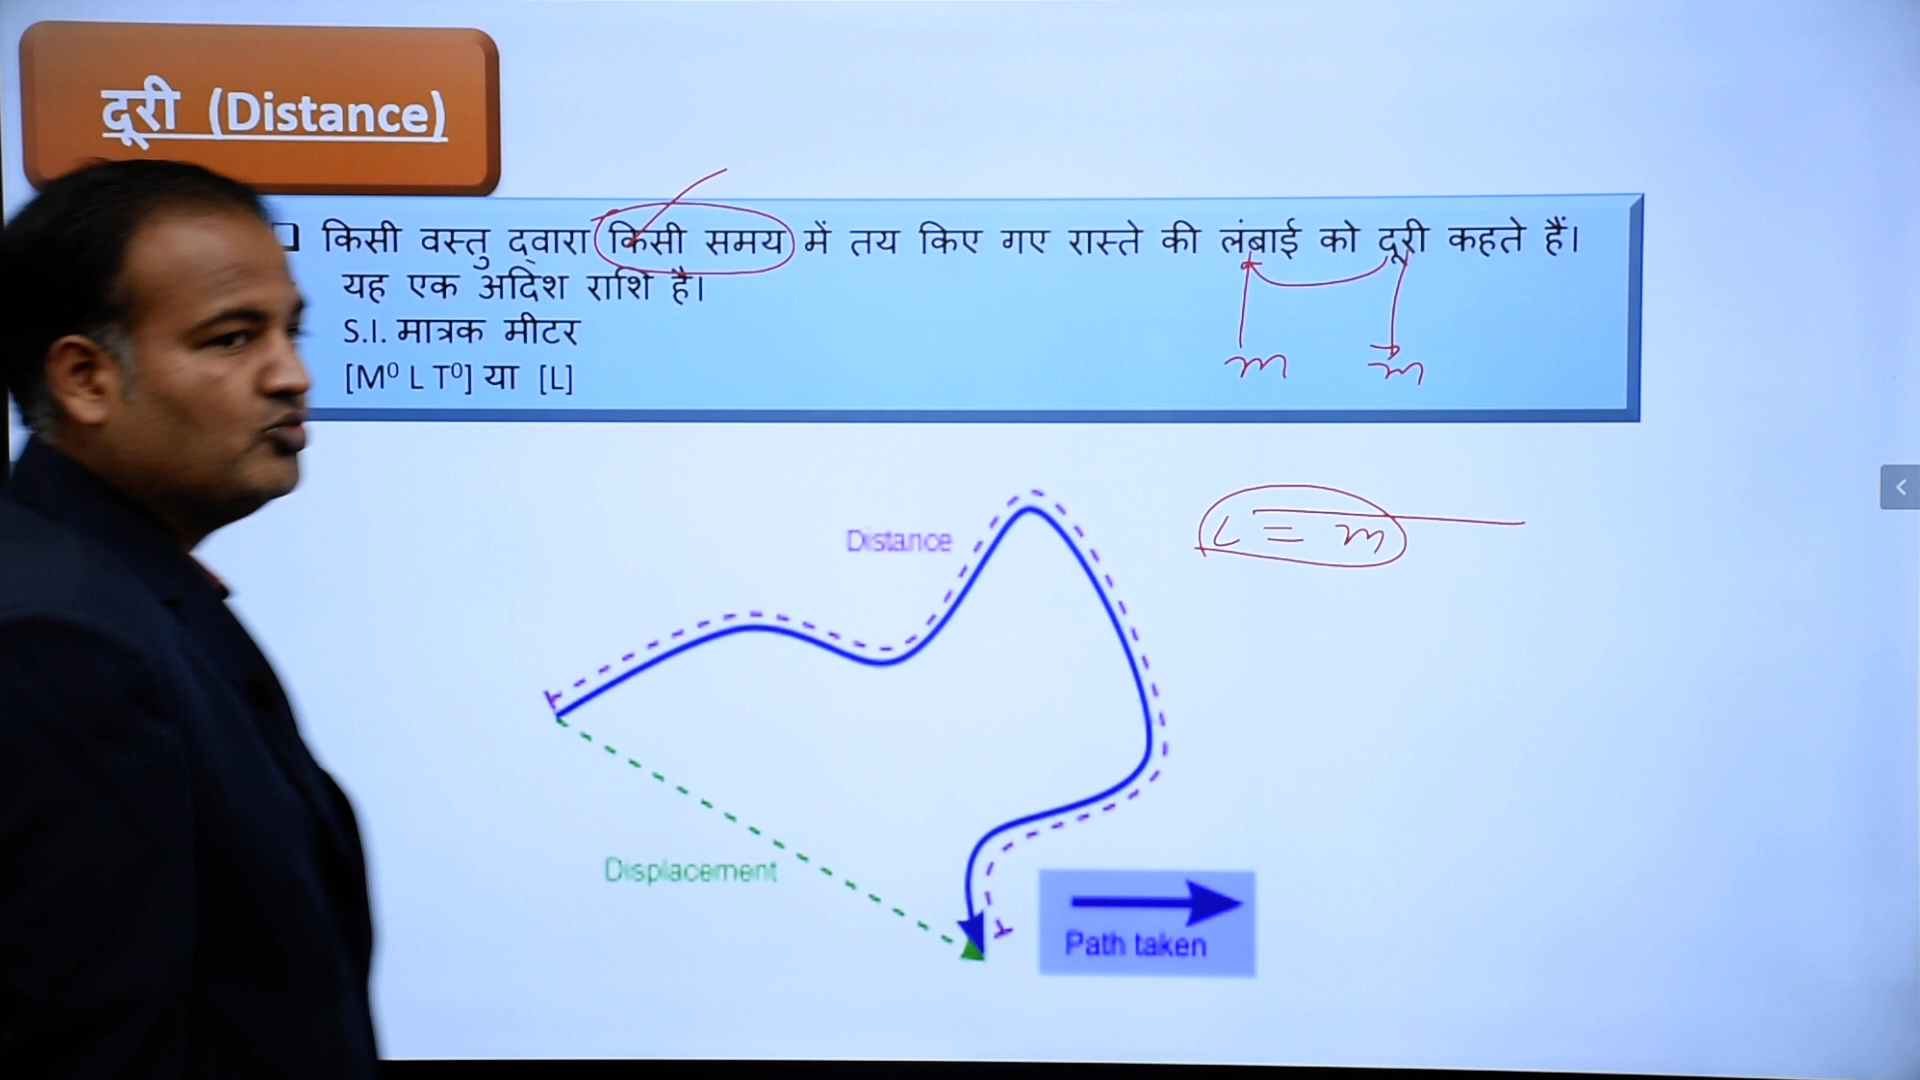 दूरी (Distance)
किसी वस्तु द्वारा किसी समय में तय किए गए रास्ते की लंबाई को दूरी कहते हैं।
यह एक अदिश राशि है।
S.I. मात्रक मीटर
[M⁰ L T⁰] या [L]
m m
L = m
Distance
Displacement
Path taken